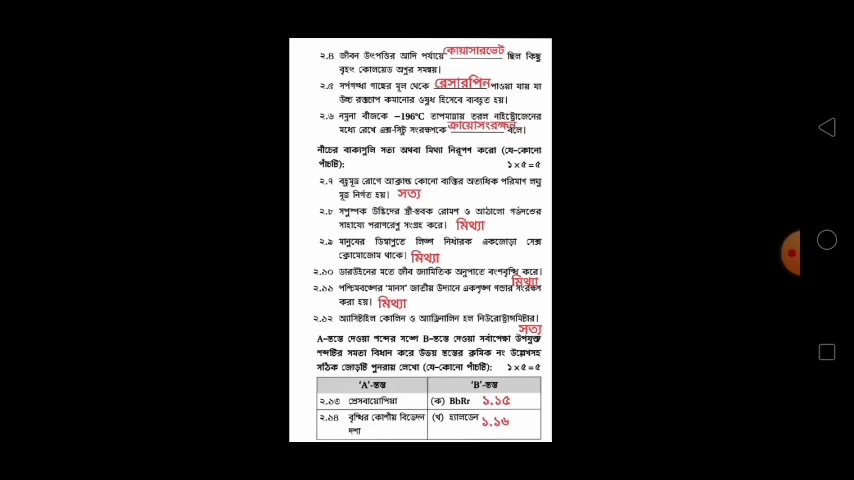 ২.৪ জীবন উৎপত্তির আদি পর্যায়ে কোয়াসারভেট ছিল কিছু
বৃহৎ কোলয়েড অণুর সমন্বয়।
২.৫ সর্পগন্ধা গাছের মূল থেকে রেসারপিন পাওয়া যায় যা
উচ্চ রক্তচাপ কমানোর ওষুধ হিসেবে ব্যবহৃত হয়।
২.৬ নমুনা বীজকে –196°C তাপমাত্রায় তরল নাইট্রোজেনের
মধ্যে রেখে এক্স-সিটু সংরক্ষণকে ক্রায়োসংরক্ষন বলে।
নীচের বাক্যগুলি সত্য অথবা মিথ্যা নিরূপণ করো (যে-কোনো
পাঁচটি): ১×৫=৫
২.৭ বহুমূত্র রোগে আক্রান্ত কোনো ব্যক্তির অত্যধিক পরিমাণ লঘু
মূত্র নির্গত হয়। সত্য
২.৮ সপুষ্পক উদ্ভিদের স্ত্রী-স্তবক রোমশ ও আঠালো গর্ভদণ্ডের
সাহায্যে পরাগরেণু সংগ্রহ করে। মিথ্যা
২.৯ মানুষের ডিম্বাণুতে লিঙ্গ নির্ধারক একজোড়া সেক্স
ক্রোমোজোম থাকে। মিথ্যা
২.১০ ডারউইনের মতে জীব জ্যামিতিক অনুপাতে বংশবৃদ্ধি করে।
মিথ্যা
২.১১ পশ্চিমবঙ্গের ‘মানস’ জাতীয় উদ্যানে একশৃঙ্গ গন্ডার সংরক্ষণ
করা হয়। মিথ্যা
২.১২ অ্যাসিটাইল কোলিন ও অ্যাড্রিনালিন হল নিউরোট্রান্সমিটার।
সত্য
A-স্তম্ভে দেওয়া শব্দের সঙ্গে B-স্তম্ভে দেওয়া সর্বাপেক্ষা উপযুক্ত
শব্দটির সমতা বিধান করে উভয় স্তম্ভের ক্রমিক নং উল্লেখসহ
সঠিক জোড়টি পুনরায় লেখো (যে-কোনো পাঁচটি): ১×৫=৫
‘A’-স্তম্ভ ‘B’-স্তম্ভ
২.১৩ প্রেসবায়োপিয়া (ক) BbRr ১.১৫
২.১৪ বৃদ্ধির কোশীয় বিভেদন (খ) হ্যালডেন ১.১৬
দশা